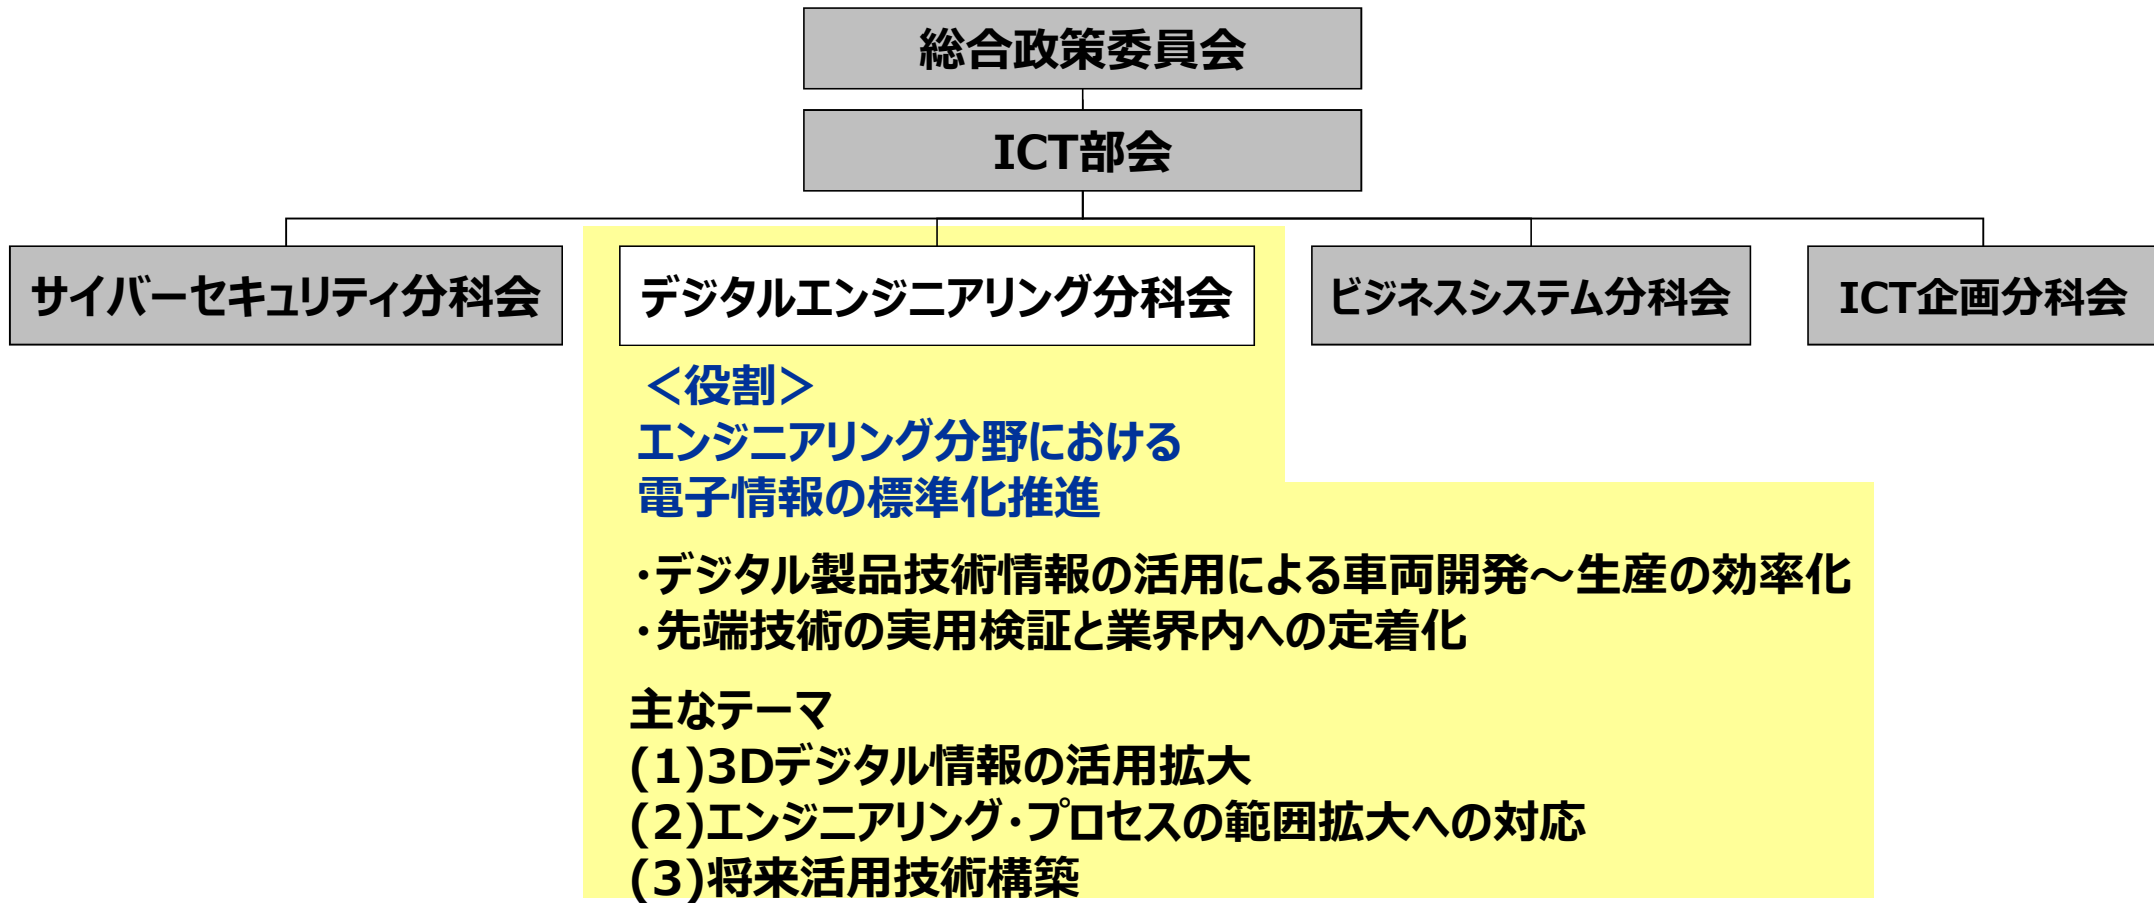 総合政策委員会
ICT部会
サイバーセキュリティ分科会
デジタルエンジニアリング分科会
ビジネスシステム分科会
ICT企画分科会
＜役割＞
エンジニアリング分野における
電子情報の標準化推進
・デジタル製品技術情報の活用による車両開発～生産の効率化
・先端技術の実用検証と業界内への定着化
主なテーマ
(1)3Dデジタル情報の活用拡大
(2)エンジニアリング・プロセスの範囲拡大への対応
(3)将来活用技術構築